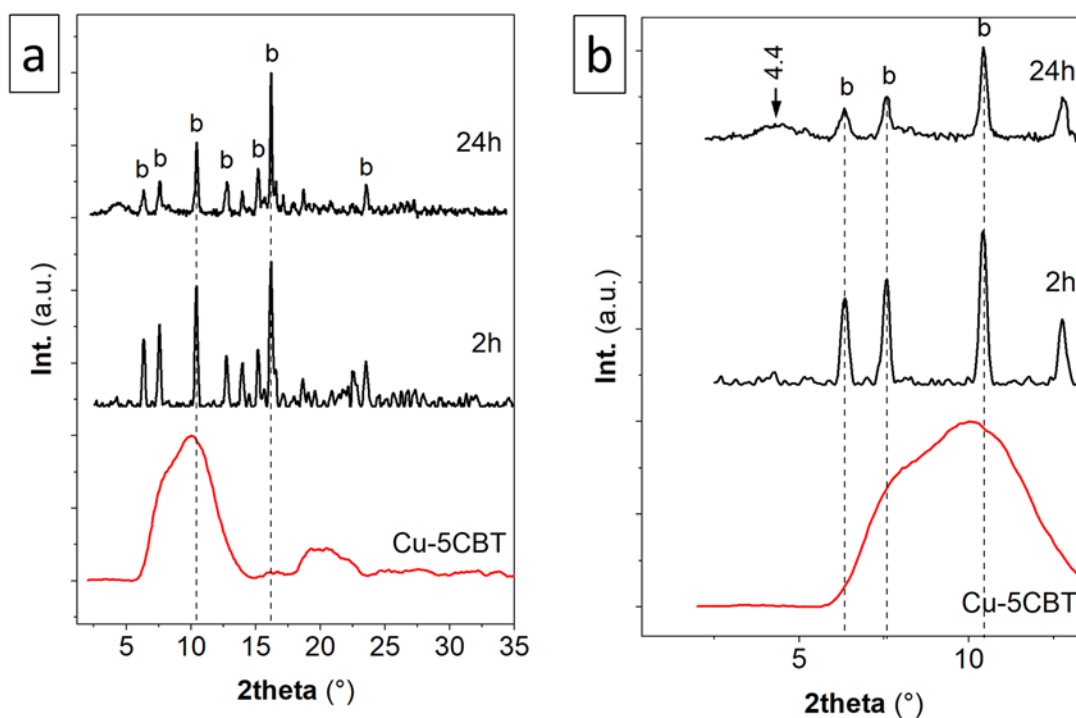 a
b
24h
b
b
b
b
b
b
2h
Cu-5CBT
Int. (a.u.)
5 10 15 20 25 30 35
2theta (°)
b
4.4
b
24h
b
b
2h
Cu-5CBT
Int. (a.u.)
5 10
2theta (°)